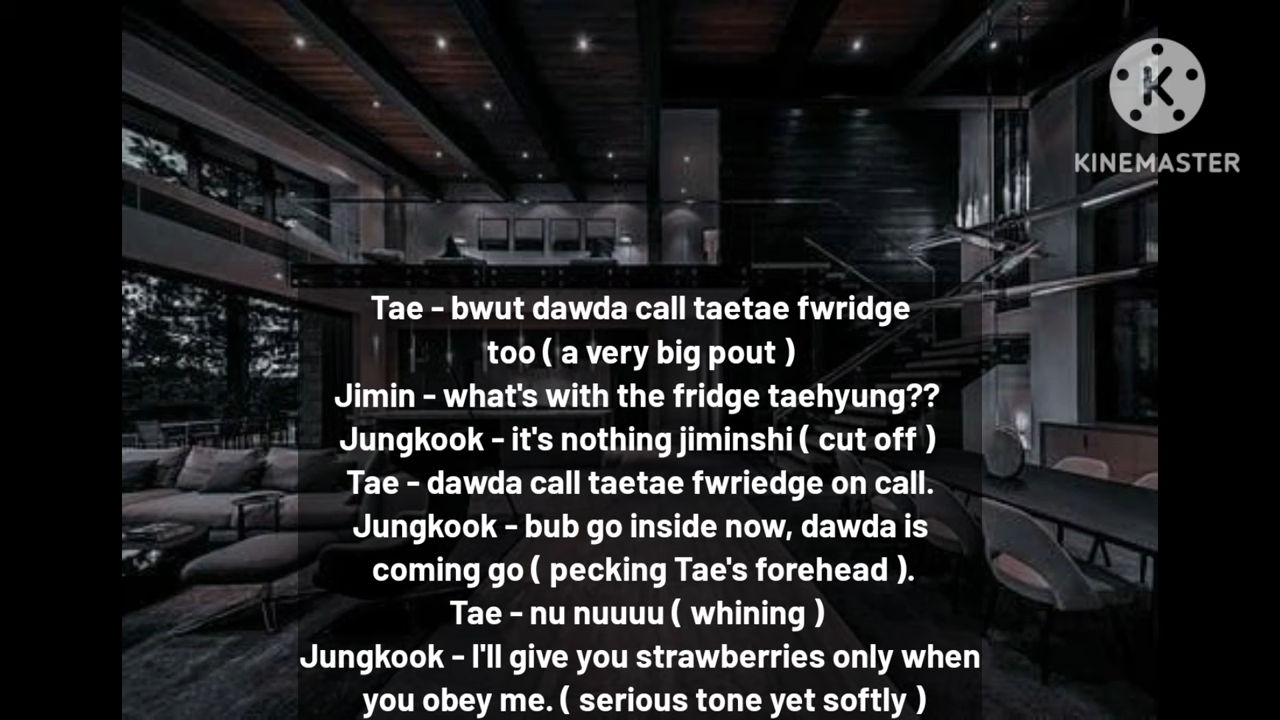 KINEMASTER
Tae - bwut dawda call taetae fwridge
too ( a very big pout )
Jimin - what's with the fridge taehyung??
Jungkook - it's nothing jiminshi ( cut off )
Tae - dawda call taetae fwriedge on call.
Jungkook - bub go inside now, dawda is
coming go ( pecking Tae's forehead ).
Tae - nu nuuuu ( whining )
Jungkook - I'll give you strawberries only when
you obey me. ( serious tone yet softly )